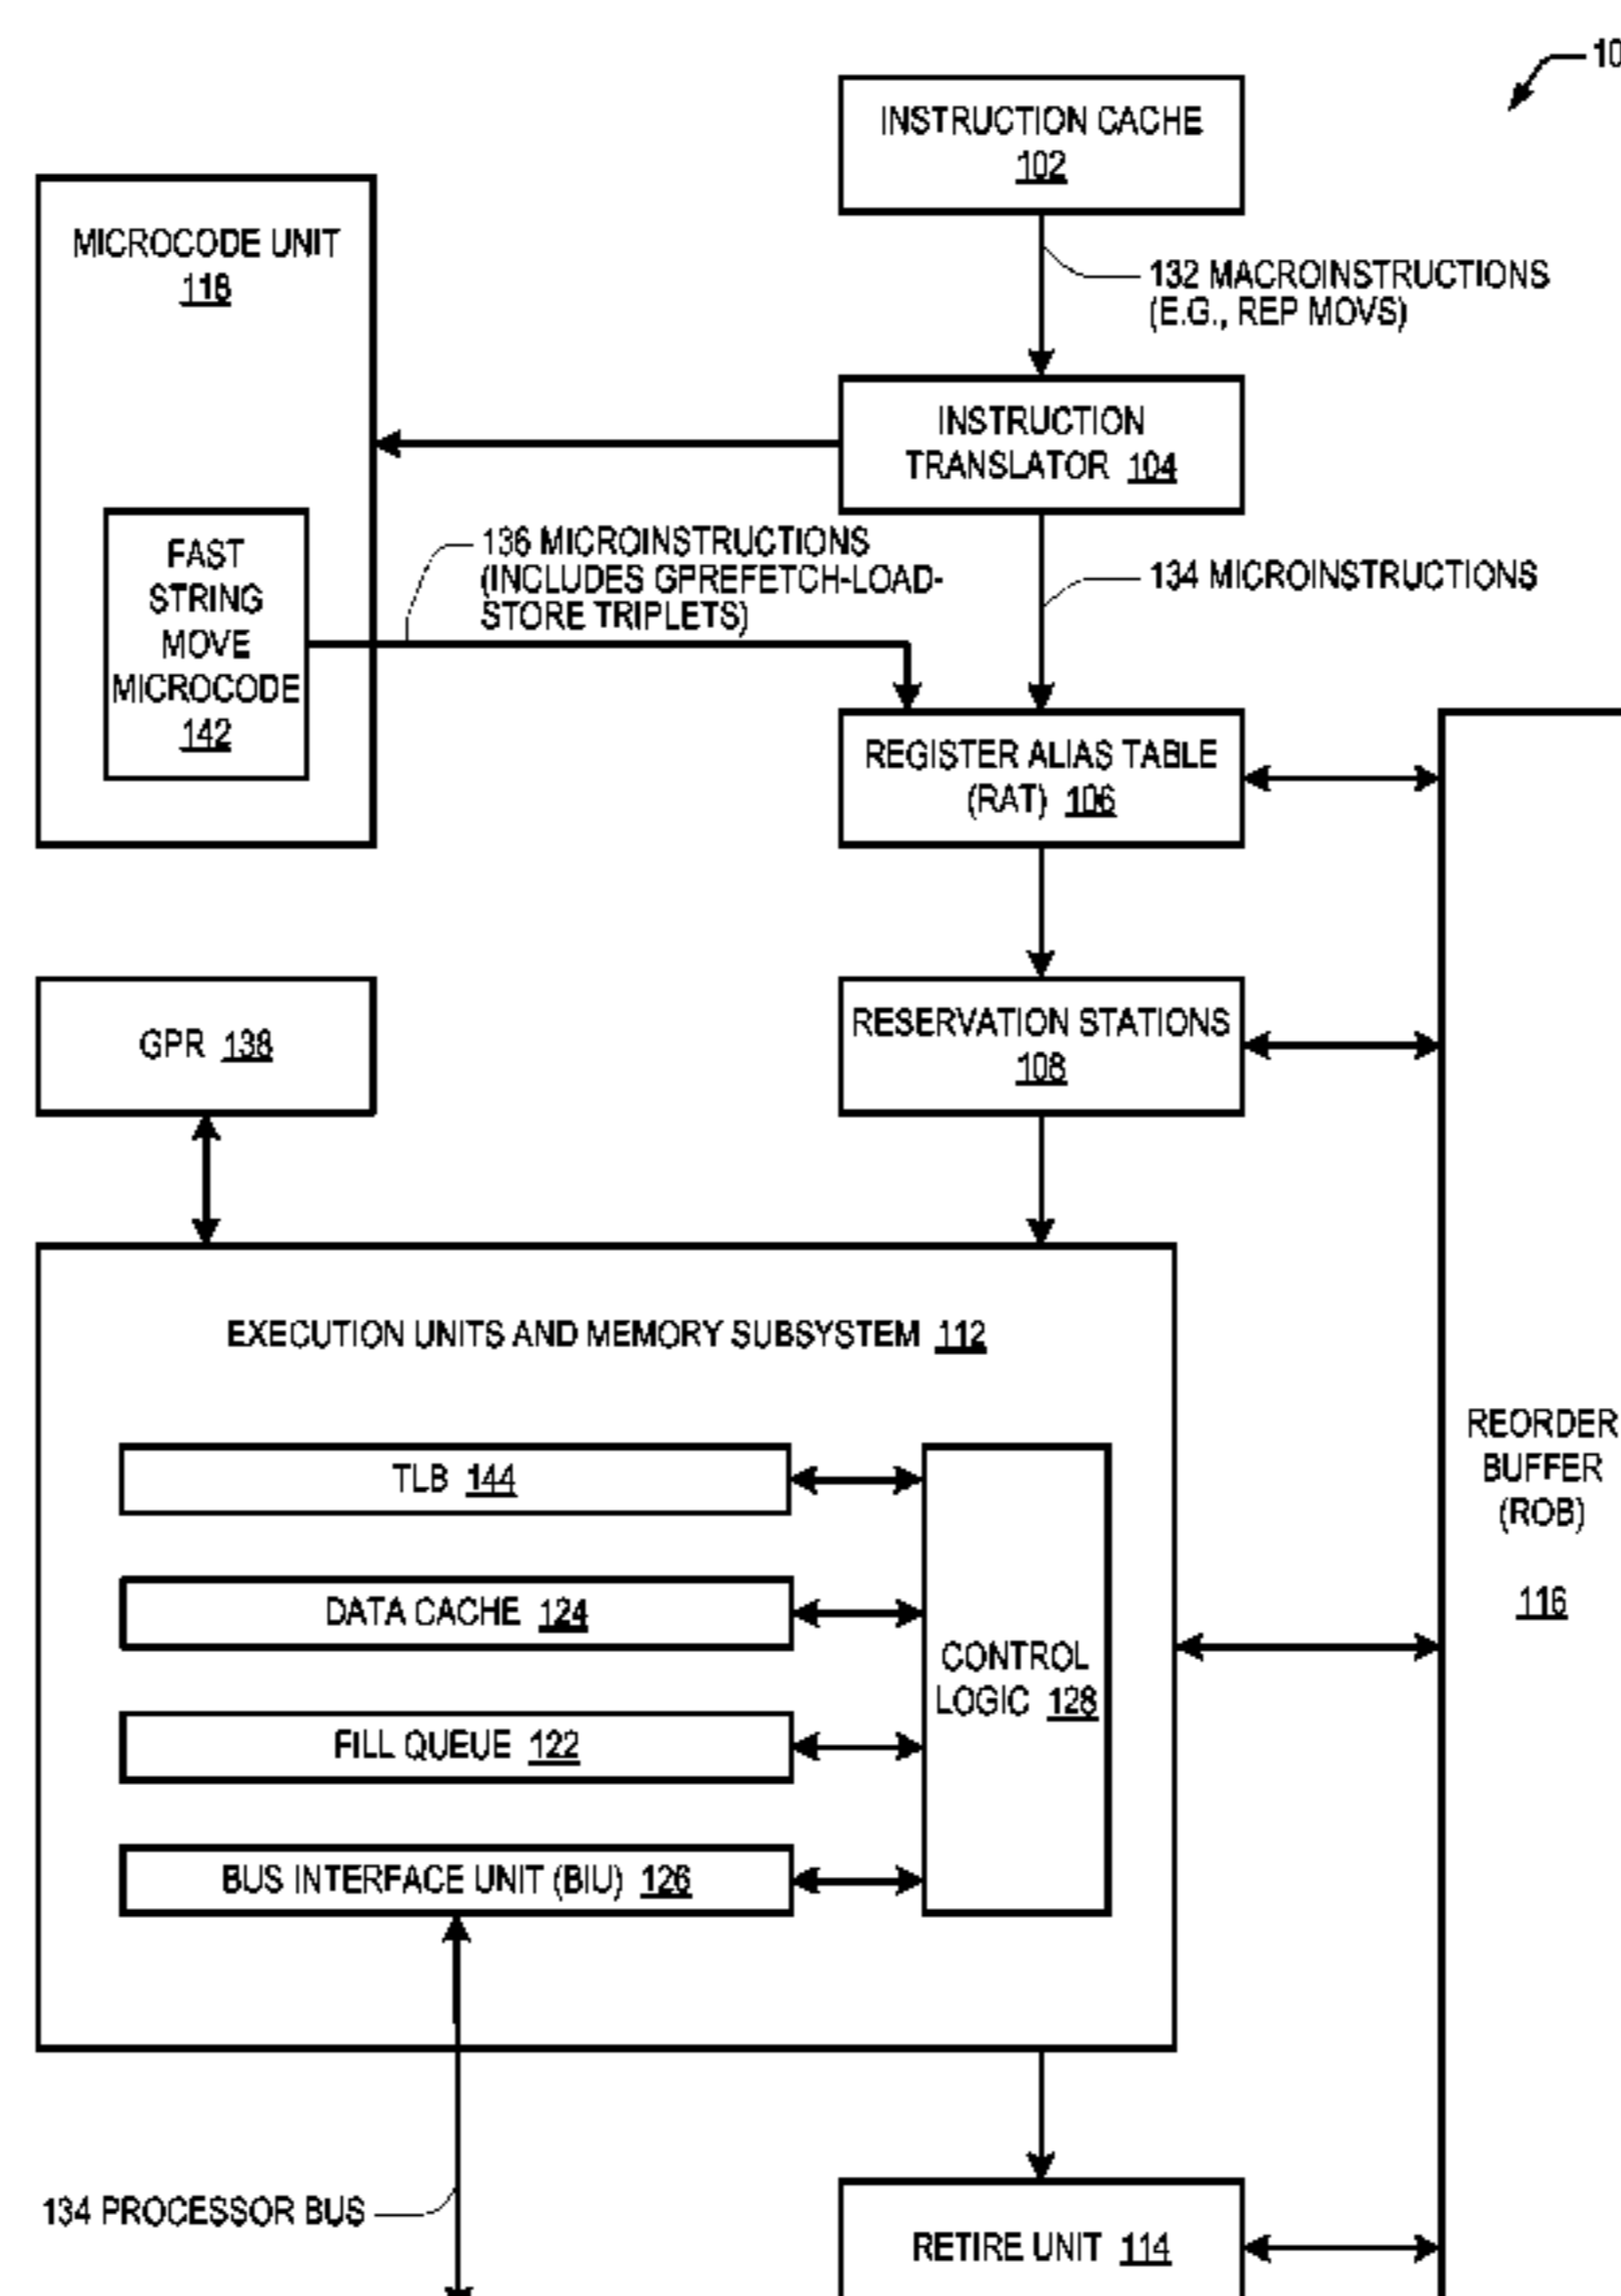 10
INSTRUCTION CACHE
102
MICROCODE UNIT
118
132 MACROINSTRUCTIONS
(E.G., REP MOVS)
INSTRUCTION
TRANSLATOR 104
136 MICROINSTRUCTIONS
(INCLUDES GPREFETCH-LOAD-
STORE TRIPLETS)
134 MICROINSTRUCTIONS
FAST
STRING
MOVE
MICROCODE
142
REGISTER ALIAS TABLE
(RAT) 106
GPR 138
RESERVATION STATIONS
108
EXECUTION UNITS AND MEMORY SUBSYSTEM 112
TLB 144
DATA CACHE 124
FILL QUEUE 122
BUS INTERFACE UNIT (BIU) 126
CONTROL
LOGIC 128
REORDER
BUFFER
(ROB)
116
134 PROCESSOR BUS
RETIRE UNIT 114